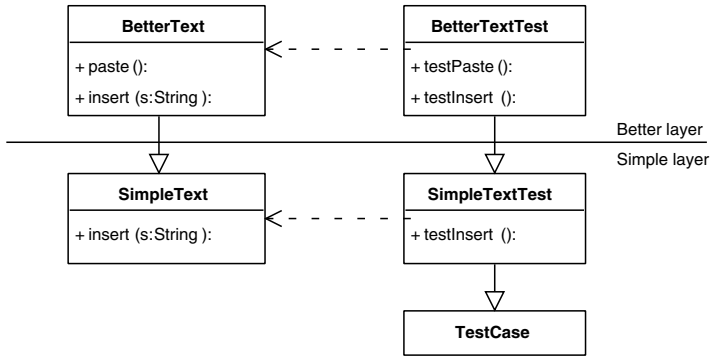 BetterText
+ paste ():
+ insert (s:String ):
BetterTextTest
+ testPaste ():
+ testInsert ():
Better layer
Simple layer
SimpleText
+ insert (s:String ):
SimpleTextTest
+ testInsert ():
TestCase